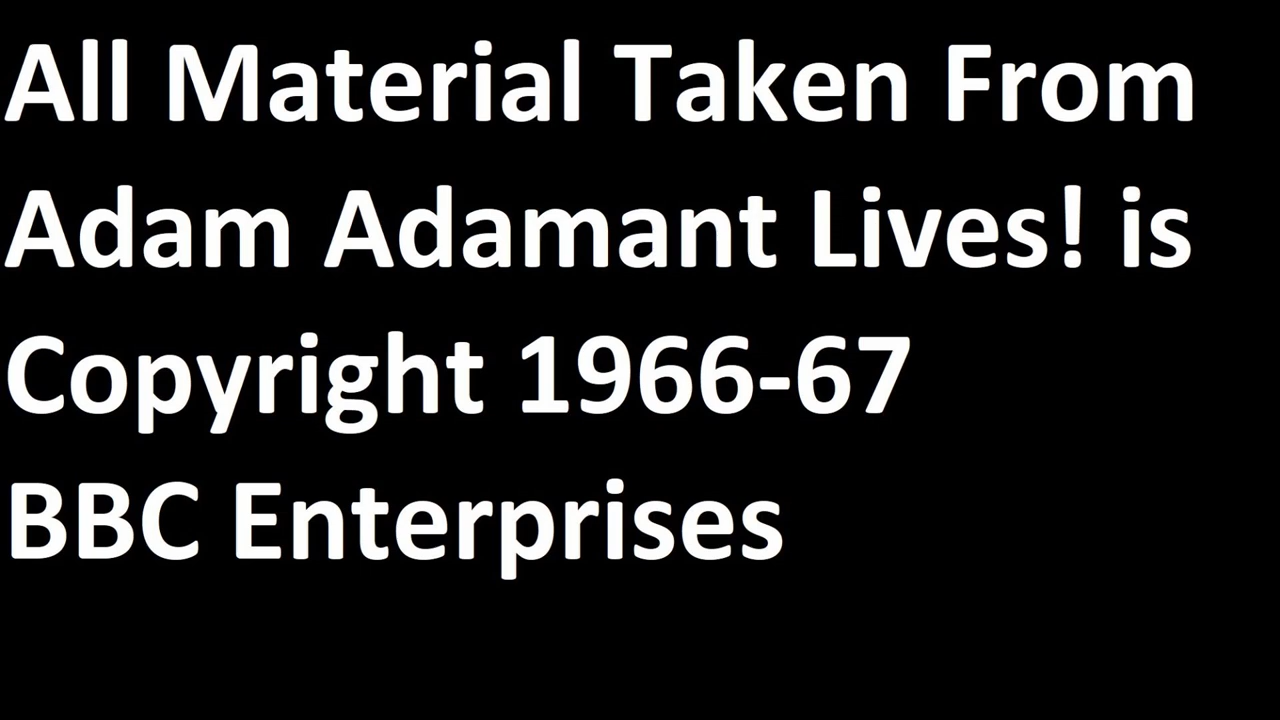 All Material Taken From
Adam Adamant Lives! is
Copyright 1966-67
BBC Enterprises